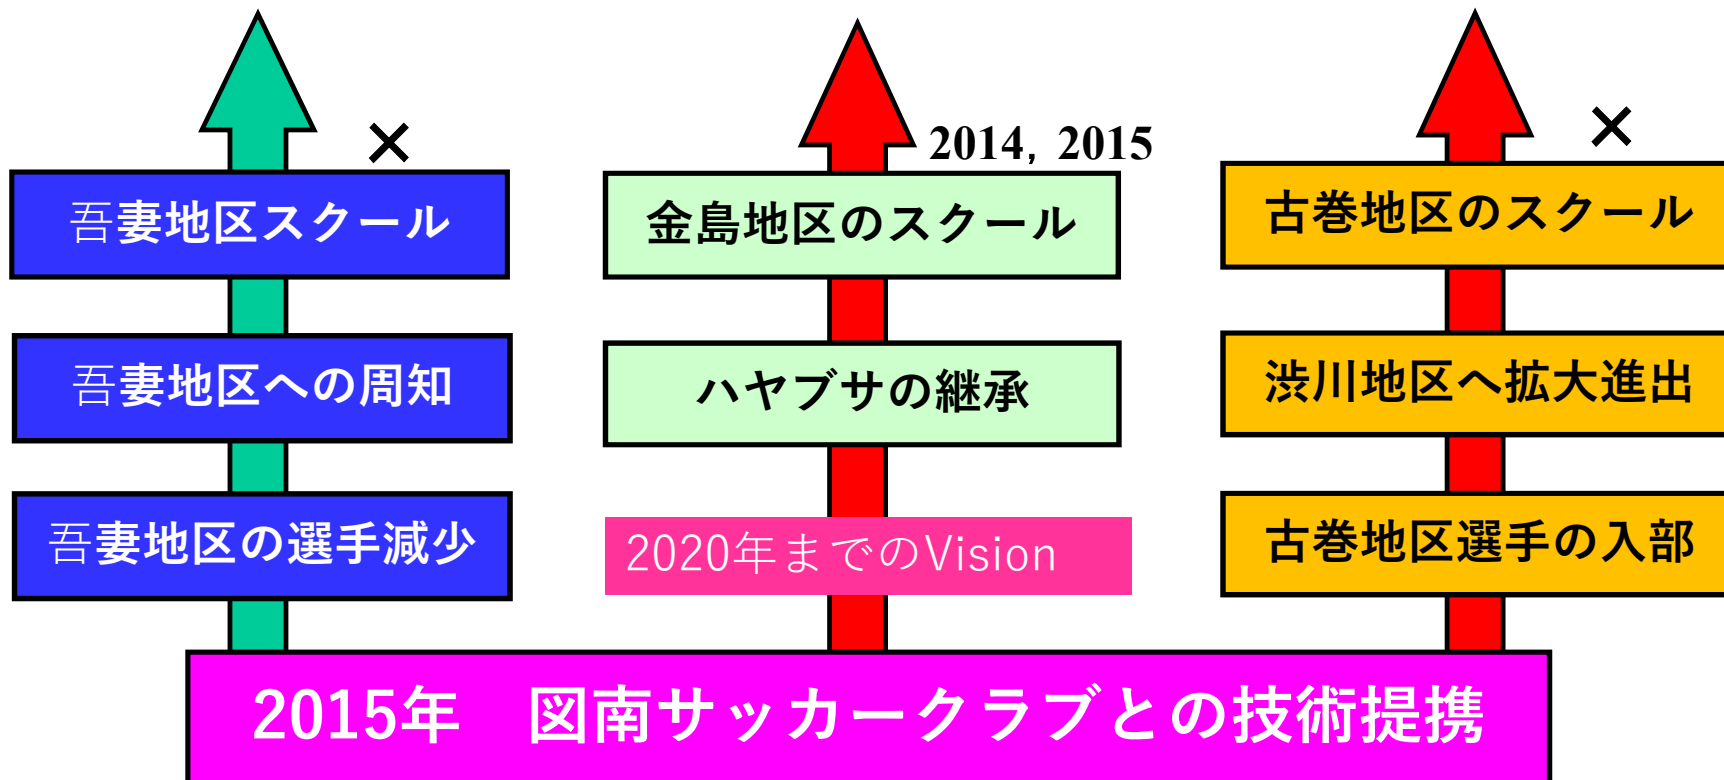 ×
吾妻地区スクール
吾妻地区への周知
吾妻地区の選手減少
2014, 2015
金島地区のスクール
ハヤブサの継承
2020年までのVision
×
古巻地区のスクール
渋川地区へ拡大進出
古巻地区選手の入部
2015年　図南サッカークラブとの技術提携